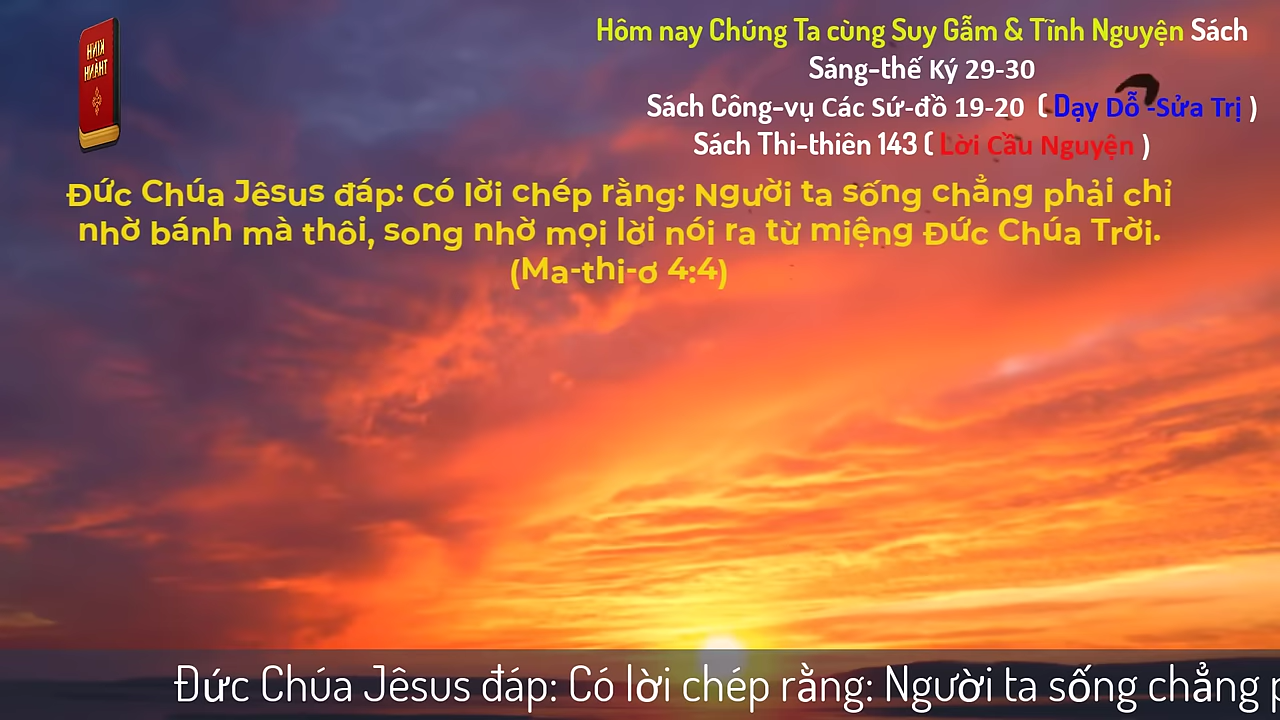 KINH
THÁNH
Hôm nay Chúng Ta cùng Suy Gẫm & Tĩnh Nguyện Sách
Sáng-thế Ký 29-30
Sách Công-vụ Các Sứ-đồ 19-20 ( Dạy Dỗ -Sửa Trị )
Sách Thi-thiên 143 ( Lời Cầu Nguyện )
Đức Chúa Jêsus đáp: Có lời chép rằng: Người ta sống chẳng phải chỉ
nhờ bánh mà thôi, song nhờ mọi lời nói ra từ miệng Đức Chúa Trời.
(Ma-thi-ơ 4:4)
Đức Chúa Jêsus đáp: Có lời chép rằng: Người ta sống chẳng p